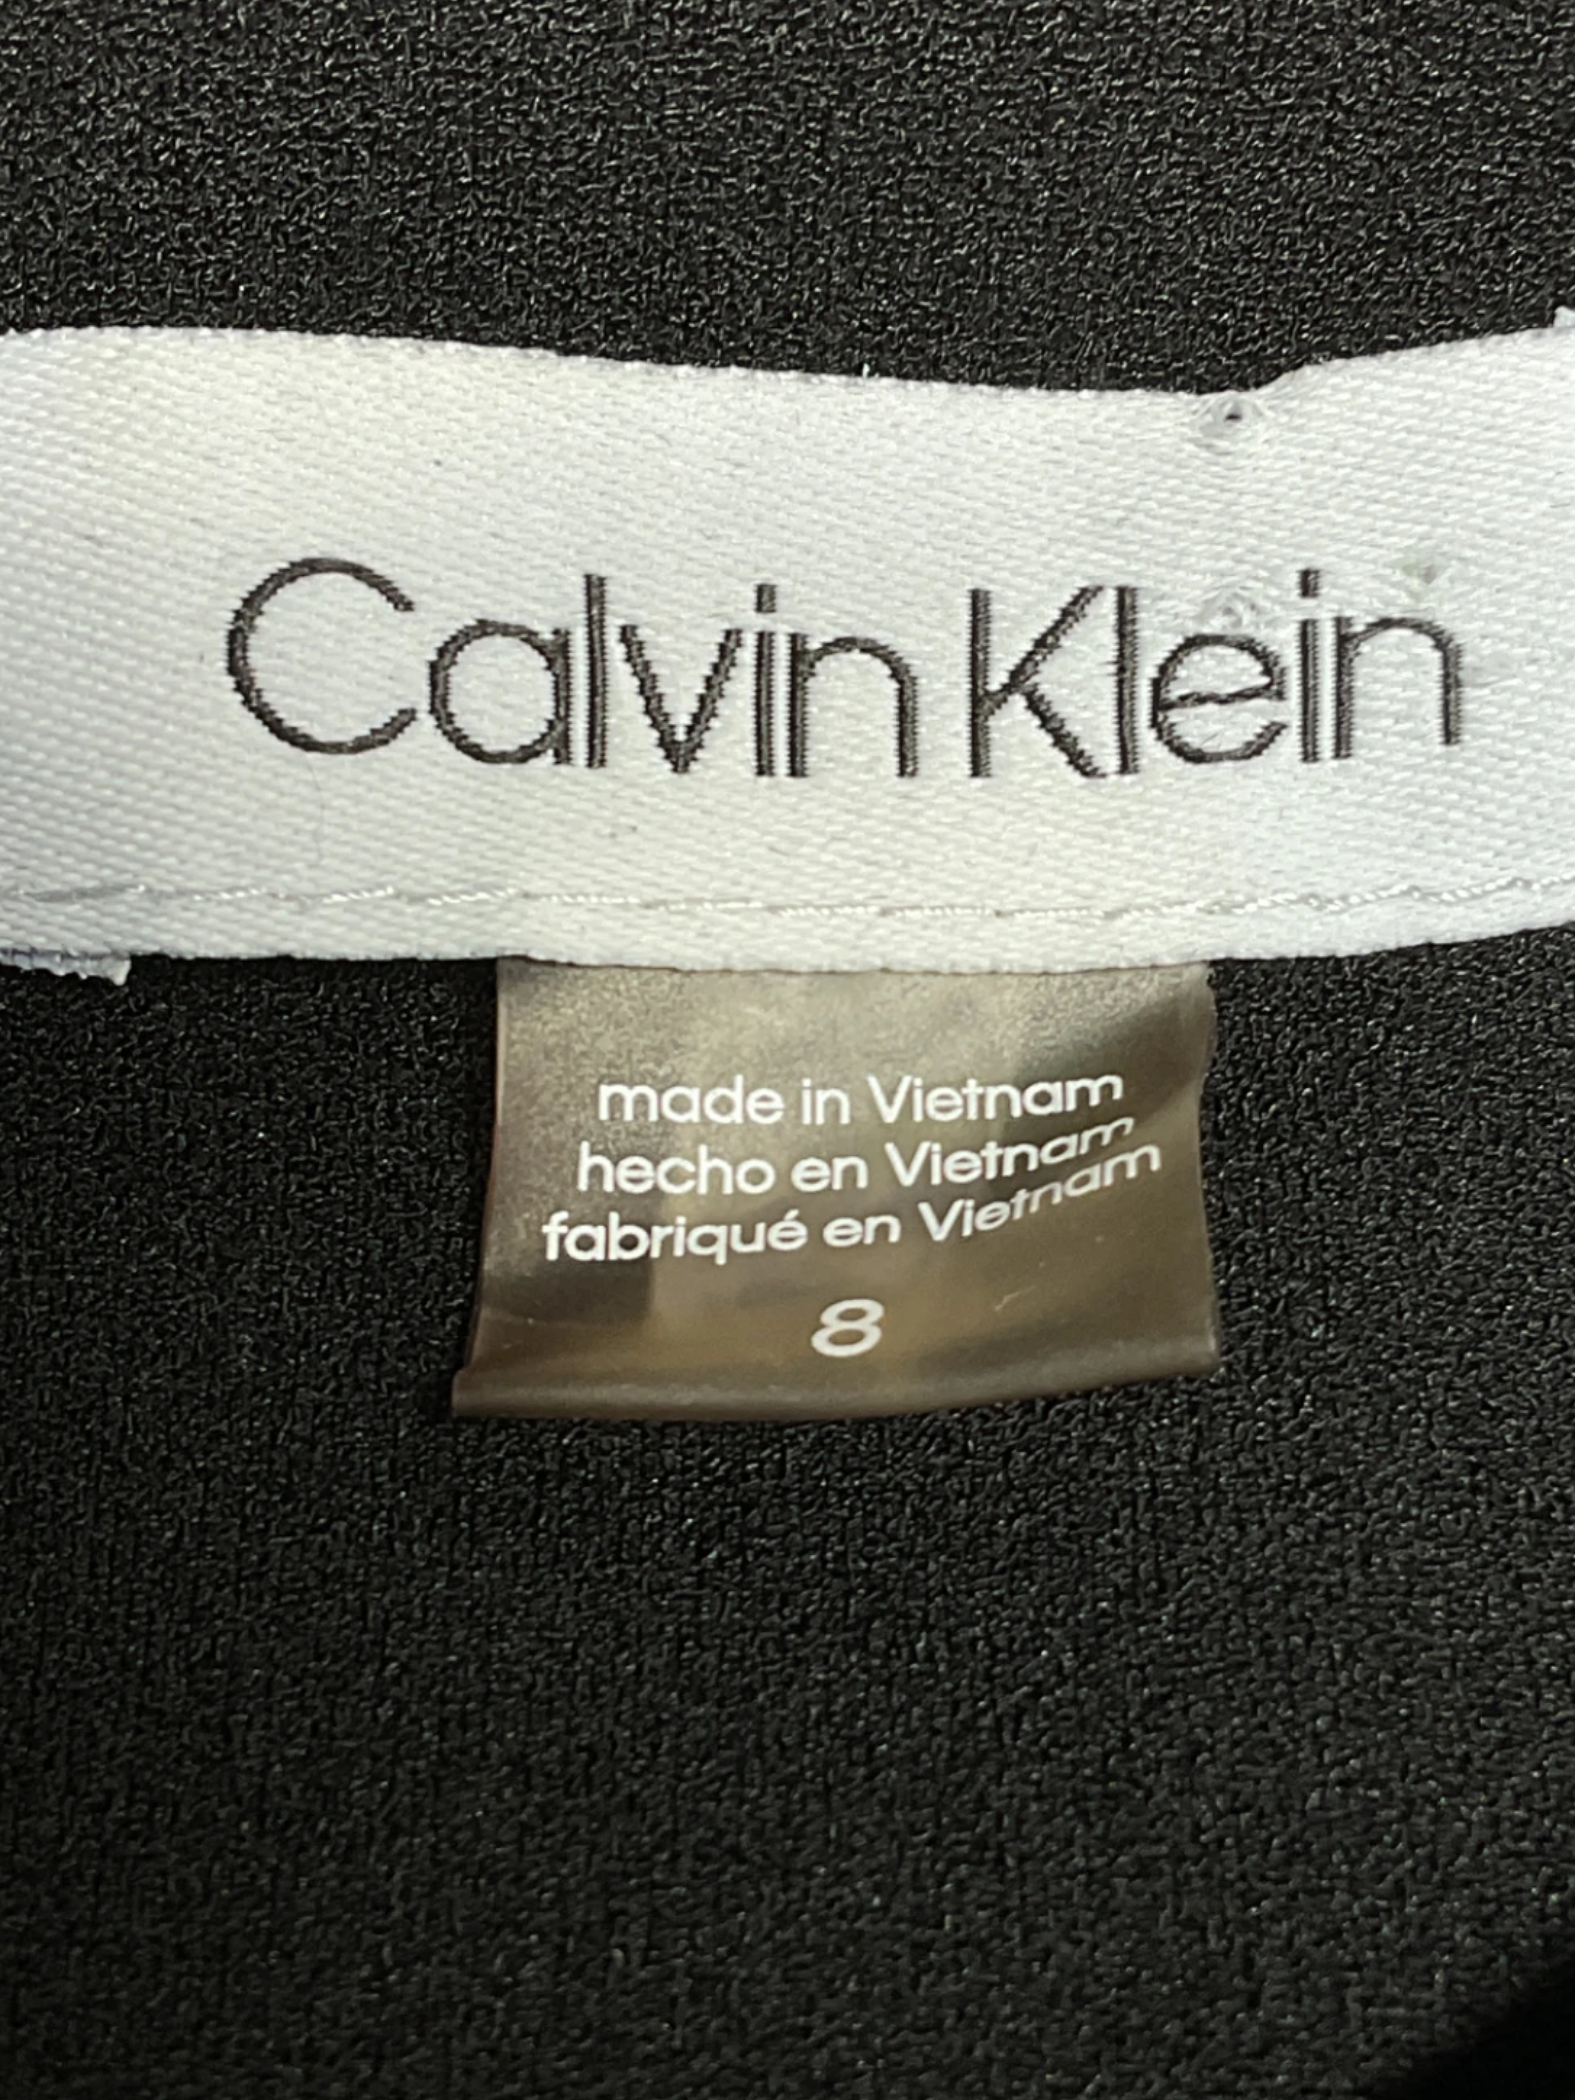 Calvin Klein
made in Vietnam
hecho en Vietnam
fabriqué en Vietnam
8